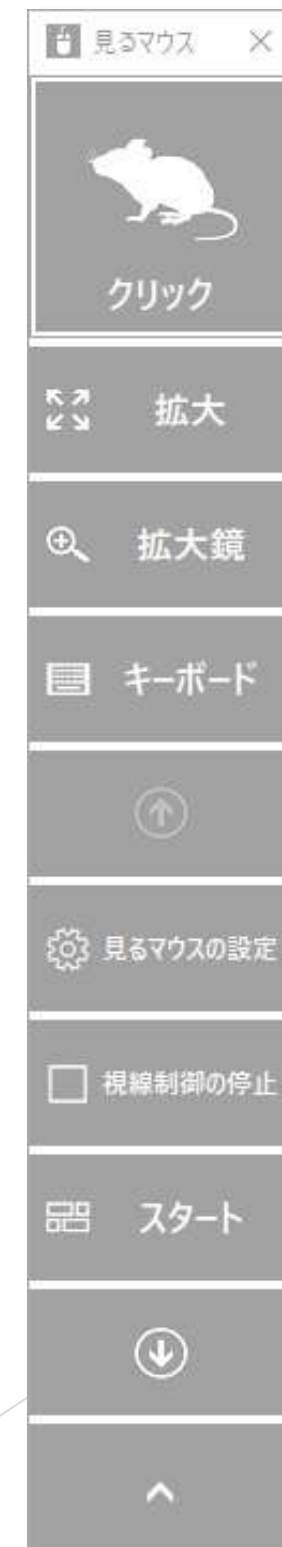 見るマウス
クリック
拡大
拡大鏡
キーボード
見るマウスの設定
視線制御の停止
スタート